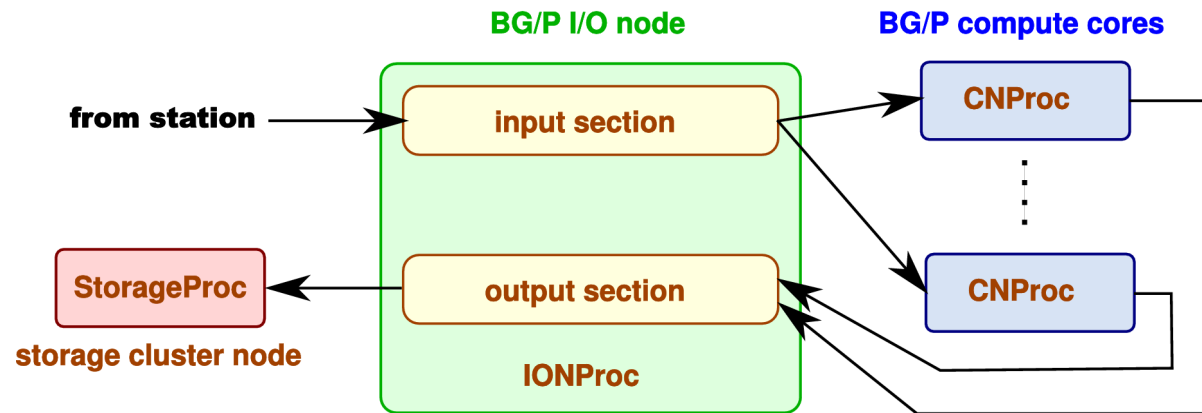 BG/P I/O node
BG/P compute cores
from station
input section
CNProc
StorageProc
output section
CNProc
storage cluster node
IONProc